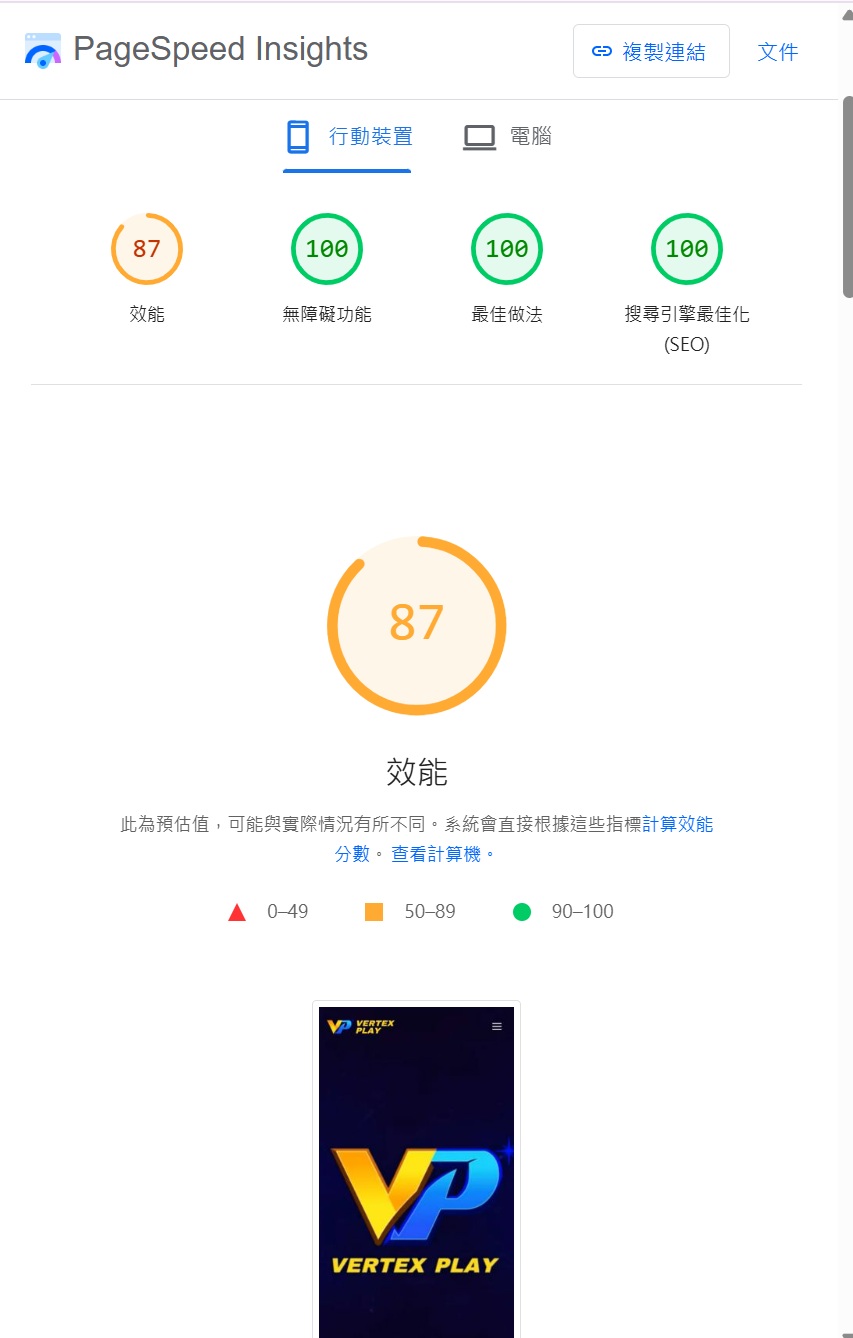 PageSpeed Insights
複製連結
文件
行動裝置
電腦
87
100
100
100
效能
無障礙功能
最佳做法
搜尋引擎最佳化
(SEO)
87
效能
此為預估值，可能與實際情況有所不同。系統會直接根據這些指標計算效能
分數。查看計算機。
0–49
50–89
90–100
VP VERTEX
PLAY
VP
VERTEX PLAY